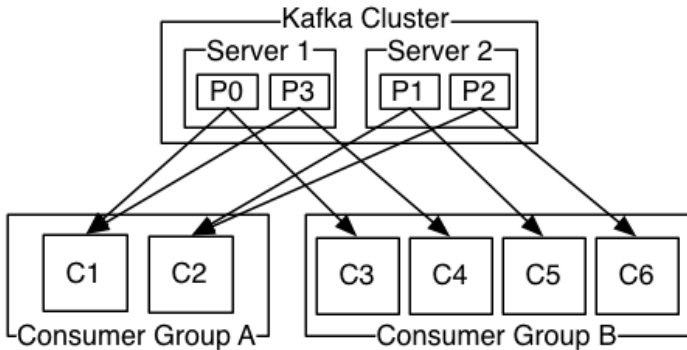 Kafka Cluster
Server 1 Server 2
P0 P3 P1 P2
C1 C2 C3 C4 C5 C6
Consumer Group A Consumer Group B